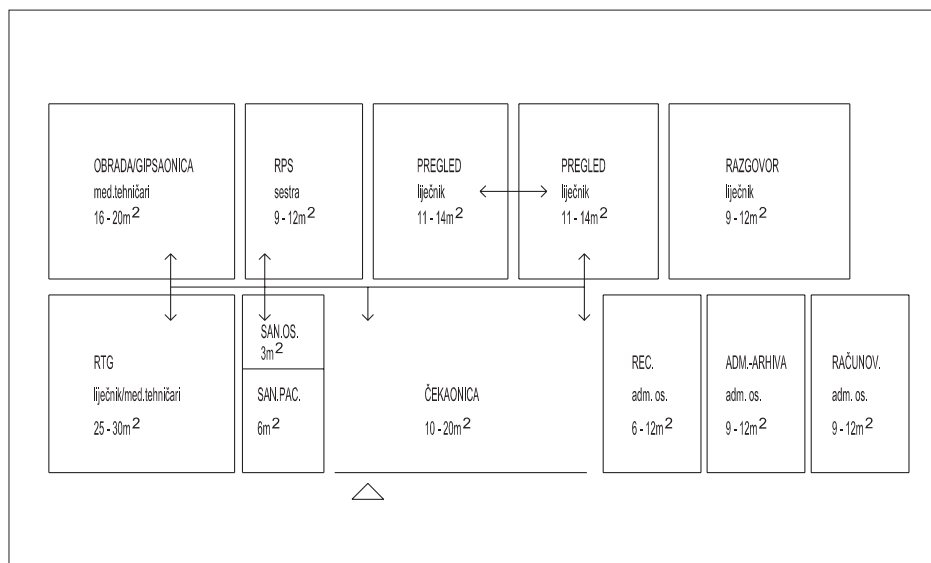 OBRADA/GIPSAONICA
med.tehničari
16 - 20m²
RPS
sestra
9 - 12m²
PREGLED
liječnik
11 - 14m²
PREGLED
liječnik
11 - 14m²
RAZGOVOR
liječnik
9 - 12m²
RTG
liječnik/med.tehničari
25 - 30m²
SAN.OS.
3m²
SAN.PAC.
6m²
ČEKAONICA
10 - 20m²
REC.
adm. os.
6 - 12m²
ADM.-ARHIVA
adm. os.
9 - 12m²
RAČUNOV.
adm. os.
9 - 12m²